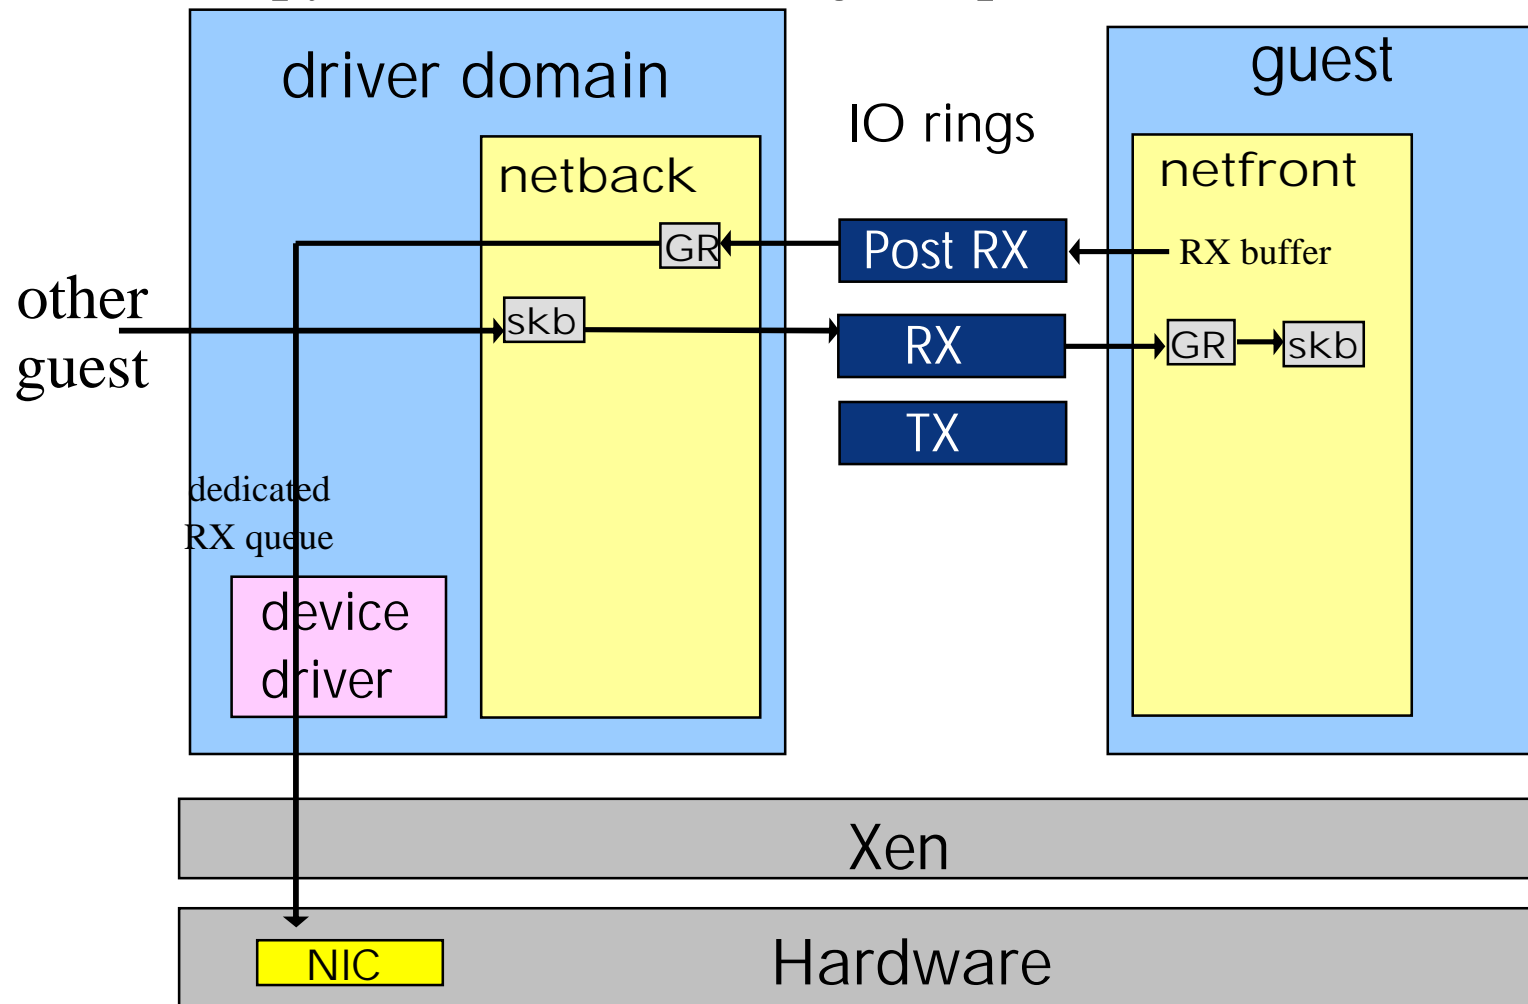 driver domain
guest
IO rings
netback
netfront
GR
Post RX
RX buffer
other
guest
skb
RX
GR
skb
TX
dedicated
RX queue
device
driver
Xen
NIC
Hardware